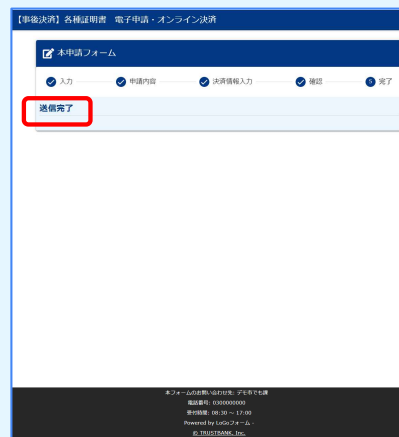 【事後決済】各種証明書　電子申請・オンライン決済
本申請フォーム
入力 申請内容 決済情報入力 確認 5 完了
送信完了
本フォームのお問い合わせ先: デモ市でも課
電話番号: 0300000000
受付時間: 08:30 ～ 17:00
Powered by LoGoフォーム -
© TRUSTBANK, Inc.